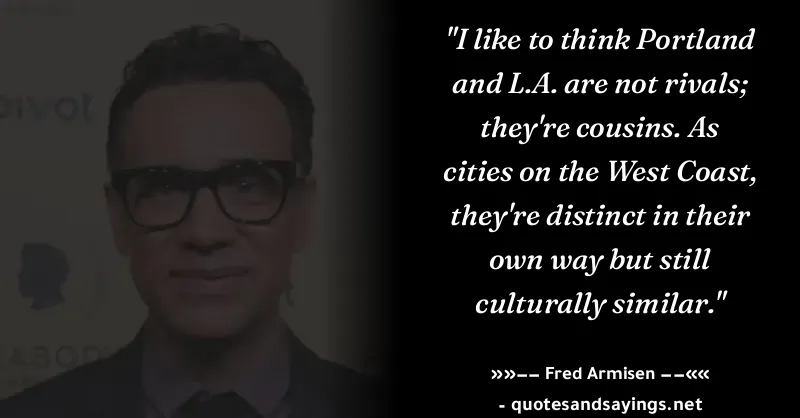 "I like to think Portland
and L.A. are not rivals;
they're cousins. As
cities on the West Coast,
they're distinct in their
own way but still
culturally similar."
»»–– Fred Armisen ––««
- quotesandsayings.net
pivot